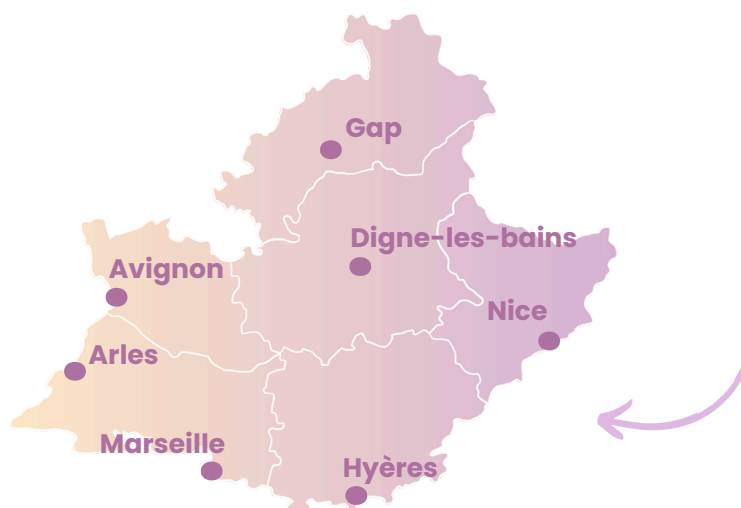 Gap
Digne-les-bains
Avignon
Nice
Arles
Marseille
Hyères